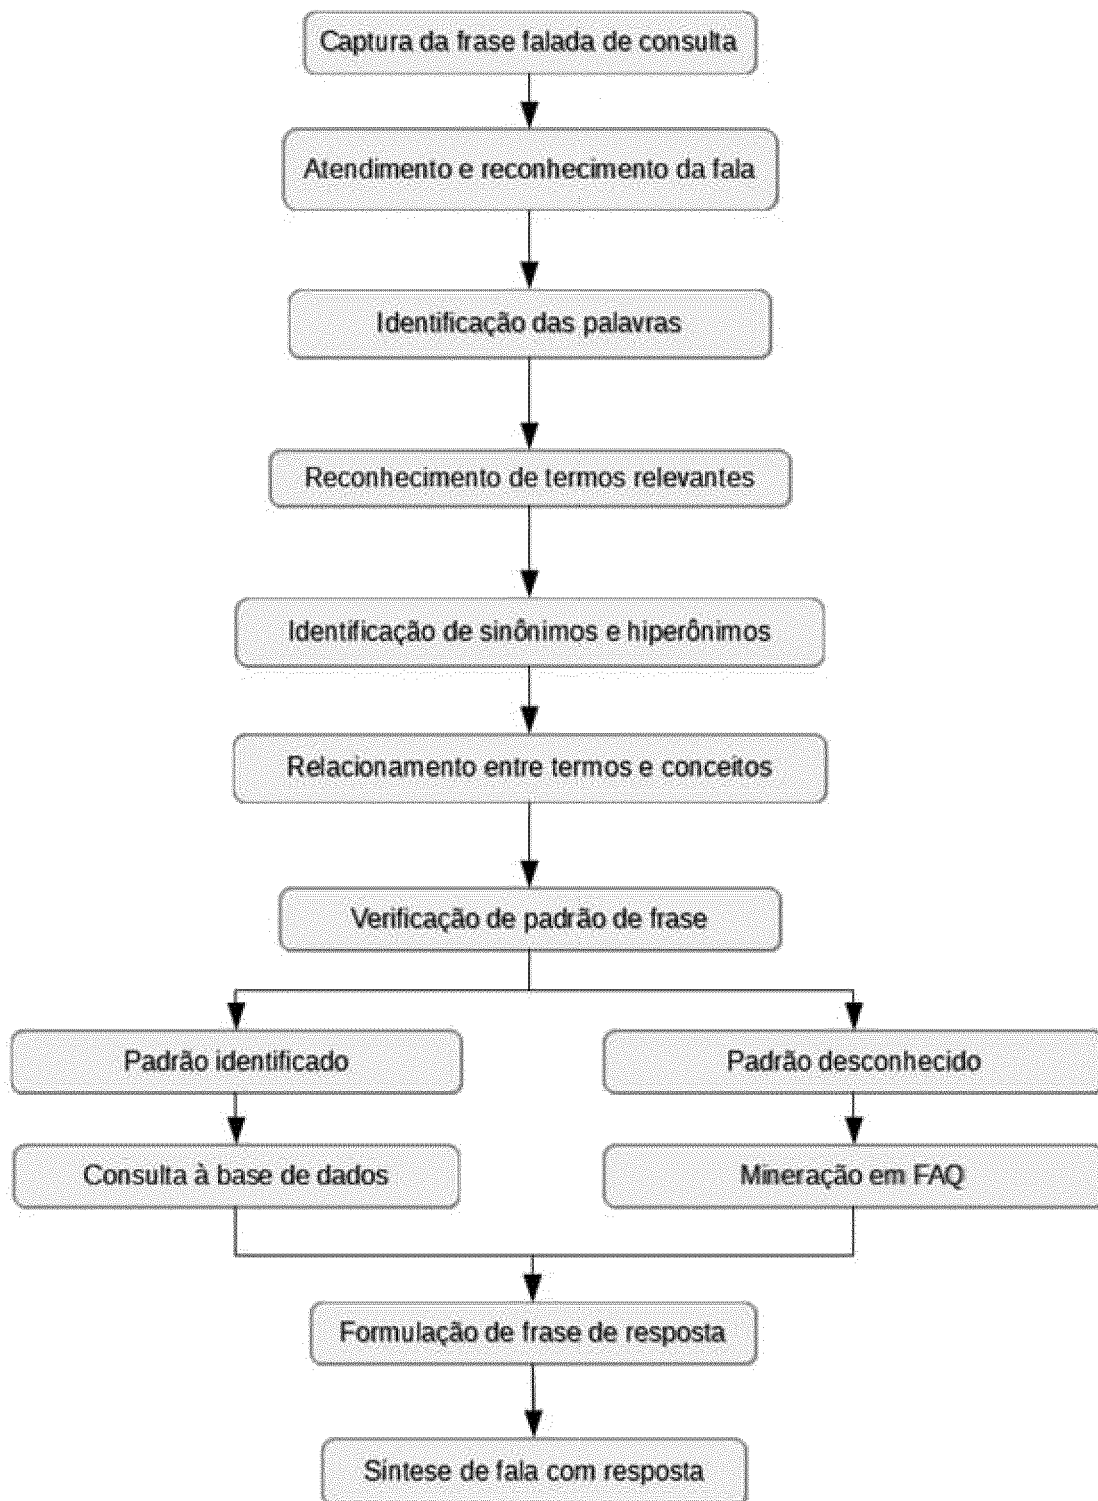 Captura da frase falada de consulta
Atendimento e reconhecimento da fala
Identificação das palavras
Reconhecimento de termos relevantes
Identificação de sinônimos e hiperônimos
Relacionamento entre termos e conceitos
Verificação de padrão de frase
Padrão identificado
Padrão desconhecido
Consulta à base de dados
Mineração em FAQ
Formulação de frase de resposta
Síntese de fala com resposta